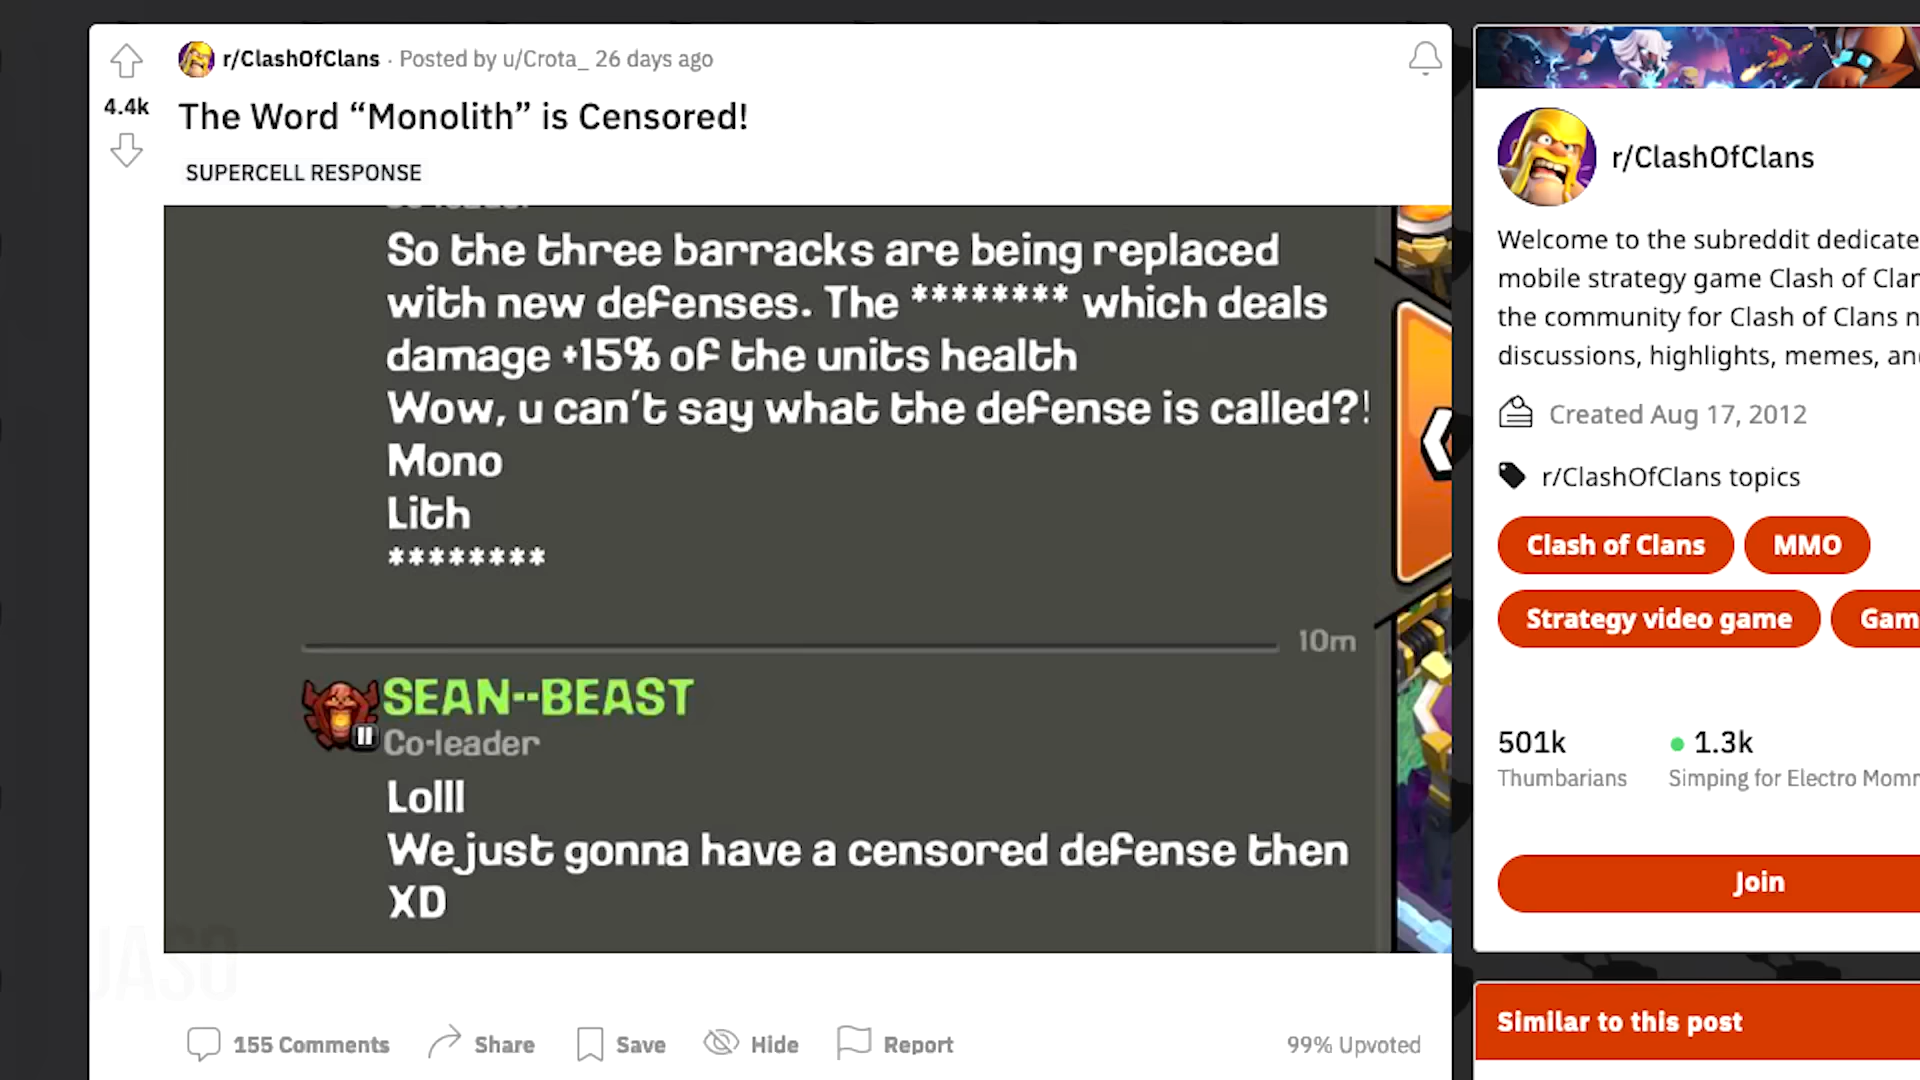 r/ClashOfClans · Posted by u/Crota_ 26 days ago
4.4k
The Word “Monolith” is Censored!
SUPERCELL RESPONSE
So the three barracks are being replaced
with new defenses. The ******** which deals
damage +15% of the units health
Wow, u can't say what the defense is called?!
Mono
Lith
********
10m
SEAN--BEAST
Co-leader
Lolll
We just gonna have a censored defense then
XD
JASO
155 Comments
Share
Save
Hide
Report
99% Upvoted
r/ClashOfClans
Welcome to the subreddit dedicate
mobile strategy game Clash of Clan
the community for Clash of Clans n
discussions, highlights, memes, and
Created Aug 17, 2012
r/ClashOfClans topics
Clash of Clans
MMO
Strategy video game
Gam
501k
1.3k
Thumbarians
Simping for Electro Momm
Join
Similar to this post